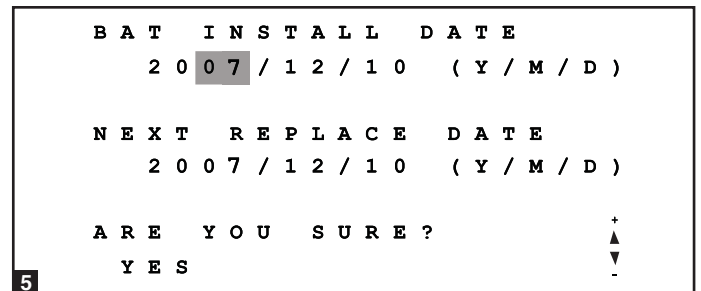 BAT INSTALL DATE
2007/12/10 (Y/M/D)
NEXT REPLACE DATE
2007/12/10 (Y/M/D)
ARE YOU SURE?
+
▲
▼
YES
-
5